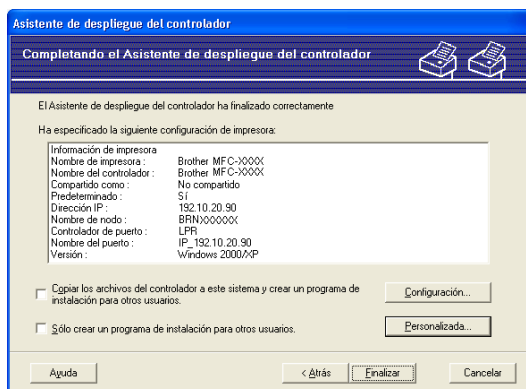 Asistente de despliegue del controlador
Completando el Asistente de despliegue del controlador
El Asistente de despliegue del controlador ha finalizado correctamente
Ha especificado la siguiente configuración de impresora:
Información de impresora
Nombre de impresora : Brother MFC-XXXX
Nombre del controlador : Brother MFC-XXXX
Compartido como : No compartido
Predeterminado : Sí
Dirección IP : 192.10.20.90
Nombre de nodo : BRNXXXXXX
Controlador de puerto : LPR
Nombre del puerto : IP_192.10.20.90
Versión : Windows 2000/XP
Copiar los archivos del controlador a este sistema y crear un programa de
instalación para otros usuarios.
Configuración...
Sólo crear un programa de instalación para otros usuarios.
Personalizada...
Ayuda
< Atrás
Finalizar
Cancelar